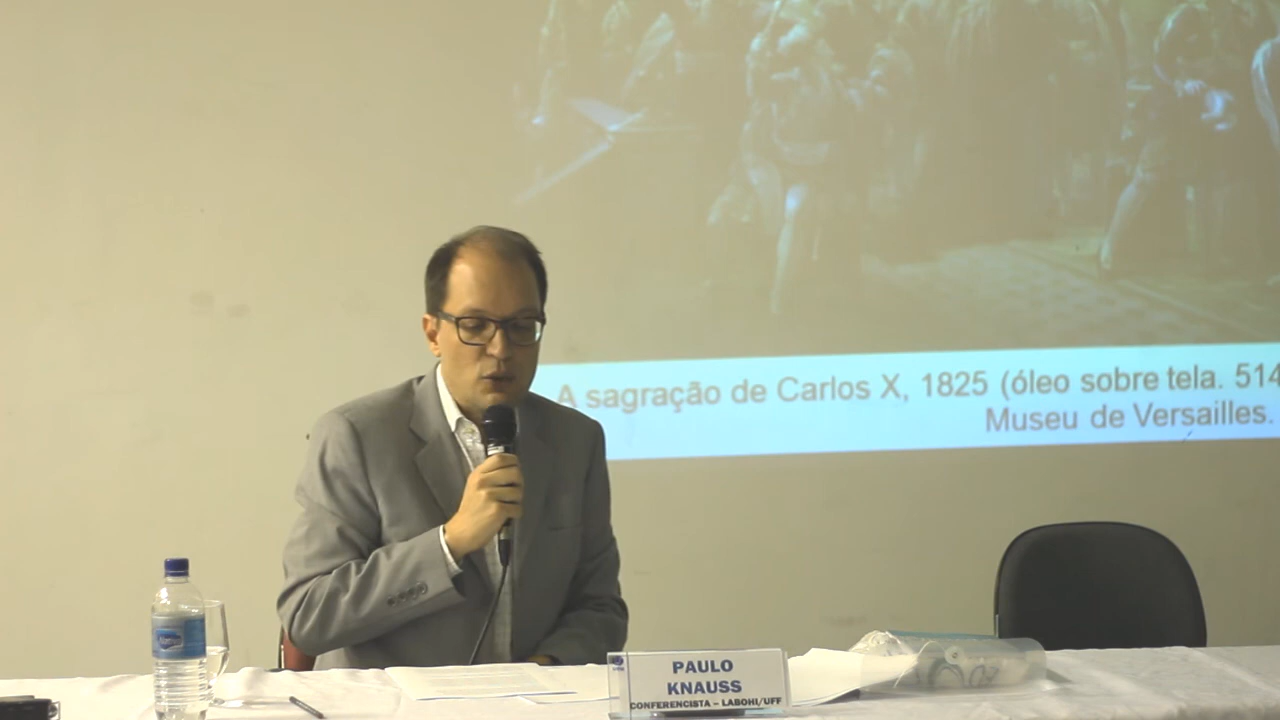 A sagração de Carlos X, 1825 (óleo sobre tela. 514
Museu de Versailles.
PAULO
KNAUSS
CONFERENCISTA – LABOHI/UFF